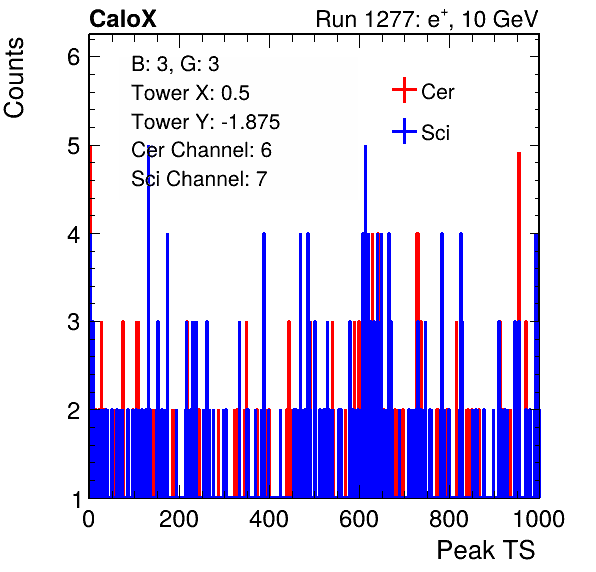 CaloX Run 1277: e⁺, 10 GeV
Counts
6
5
4
3
2
1
B: 3, G: 3
Tower X: 0.5
Tower Y: -1.875
Cer Channel: 6
Sci Channel: 7
Cer
Sci
0 200 400 600 800 1000
Peak TS